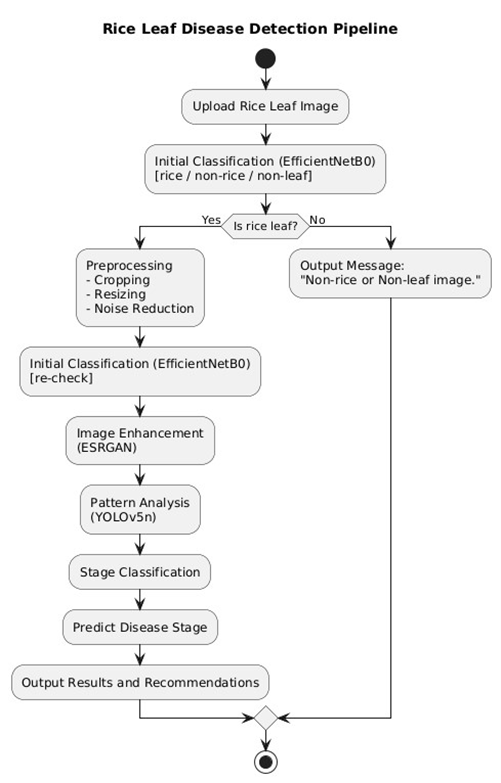 Rice Leaf Disease Detection Pipeline
Upload Rice Leaf Image
Initial Classification (EfficientNetB0)
[rice / non-rice / non-leaf]
Is rice leaf?
Yes
No
Preprocessing
- Cropping
- Resizing
- Noise Reduction
Output Message:
"Non-rice or Non-leaf image."
Initial Classification (EfficientNetB0)
[re-check]
Image Enhancement
(ESRGAN)
Pattern Analysis
(YOLOv5n)
Stage Classification
Predict Disease Stage
Output Results and Recommendations